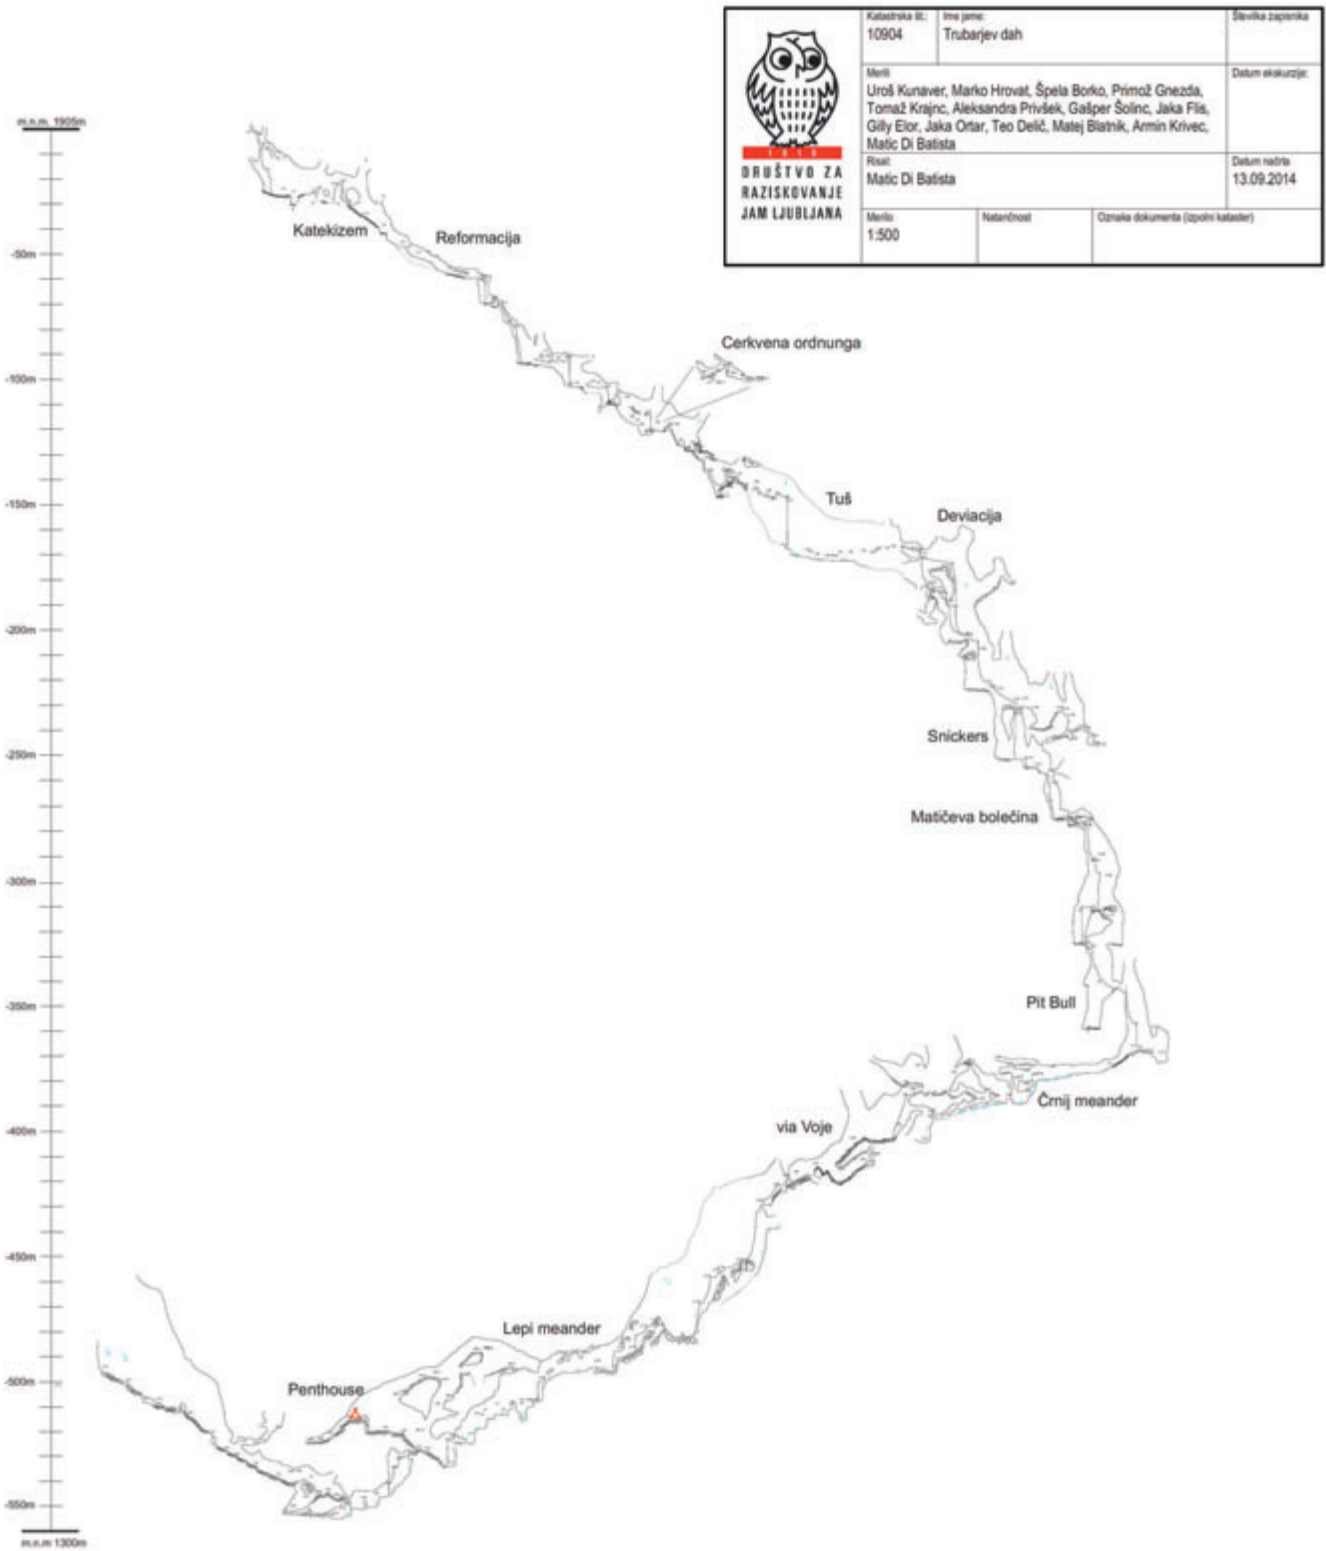 Katastrska št.:
Ime jame:
Številka zapisnika
10904
Trubarjev dah
Merili
Datum ekskurzije:
Uroš Kunaver, Marko Hrovat, Špela Borko, Primož Gnezda,
Tomaž Krajnc, Aleksandra Privšek, Gašper Šolinc, Jaka Flis,
Gilly Elor, Jaka Ortar, Teo Delič, Matej Blatnik, Armin Krivec,
Matic Di Batista
Risal:
Datum načrta
Matic Di Batista
13.09.2014
Merilo
Natančnost
Oznaka dokumenta (izpolni kataster)
1:500
1910
DRUŠTVO ZA
RAZISKOVANJE
JAM LJUBLJANA
m.n.m. 1905m
Katekizem
Reformacija
-50m
Cerkvena ordnunga
-100m
Tuš
-150m
Deviacija
-200m
Snickers
-250m
Matičeva bolečina
-300m
Pit Bull
-350m
Črnij meander
via Voje
-400m
-450m
Lepi meander
-500m
Penthouse
-550m
m.n.m 1300m